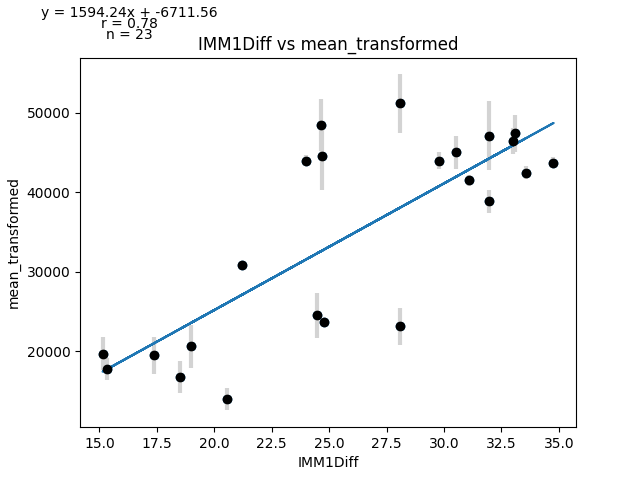 y = 1594.24x + -6711.56
r = 0.78
n = 23
IMM1Diff vs mean_transformed
50000
40000
30000
20000
mean_transformed
15.0 17.5 20.0 22.5 25.0 27.5 30.0 32.5 35.0
IMM1Diff